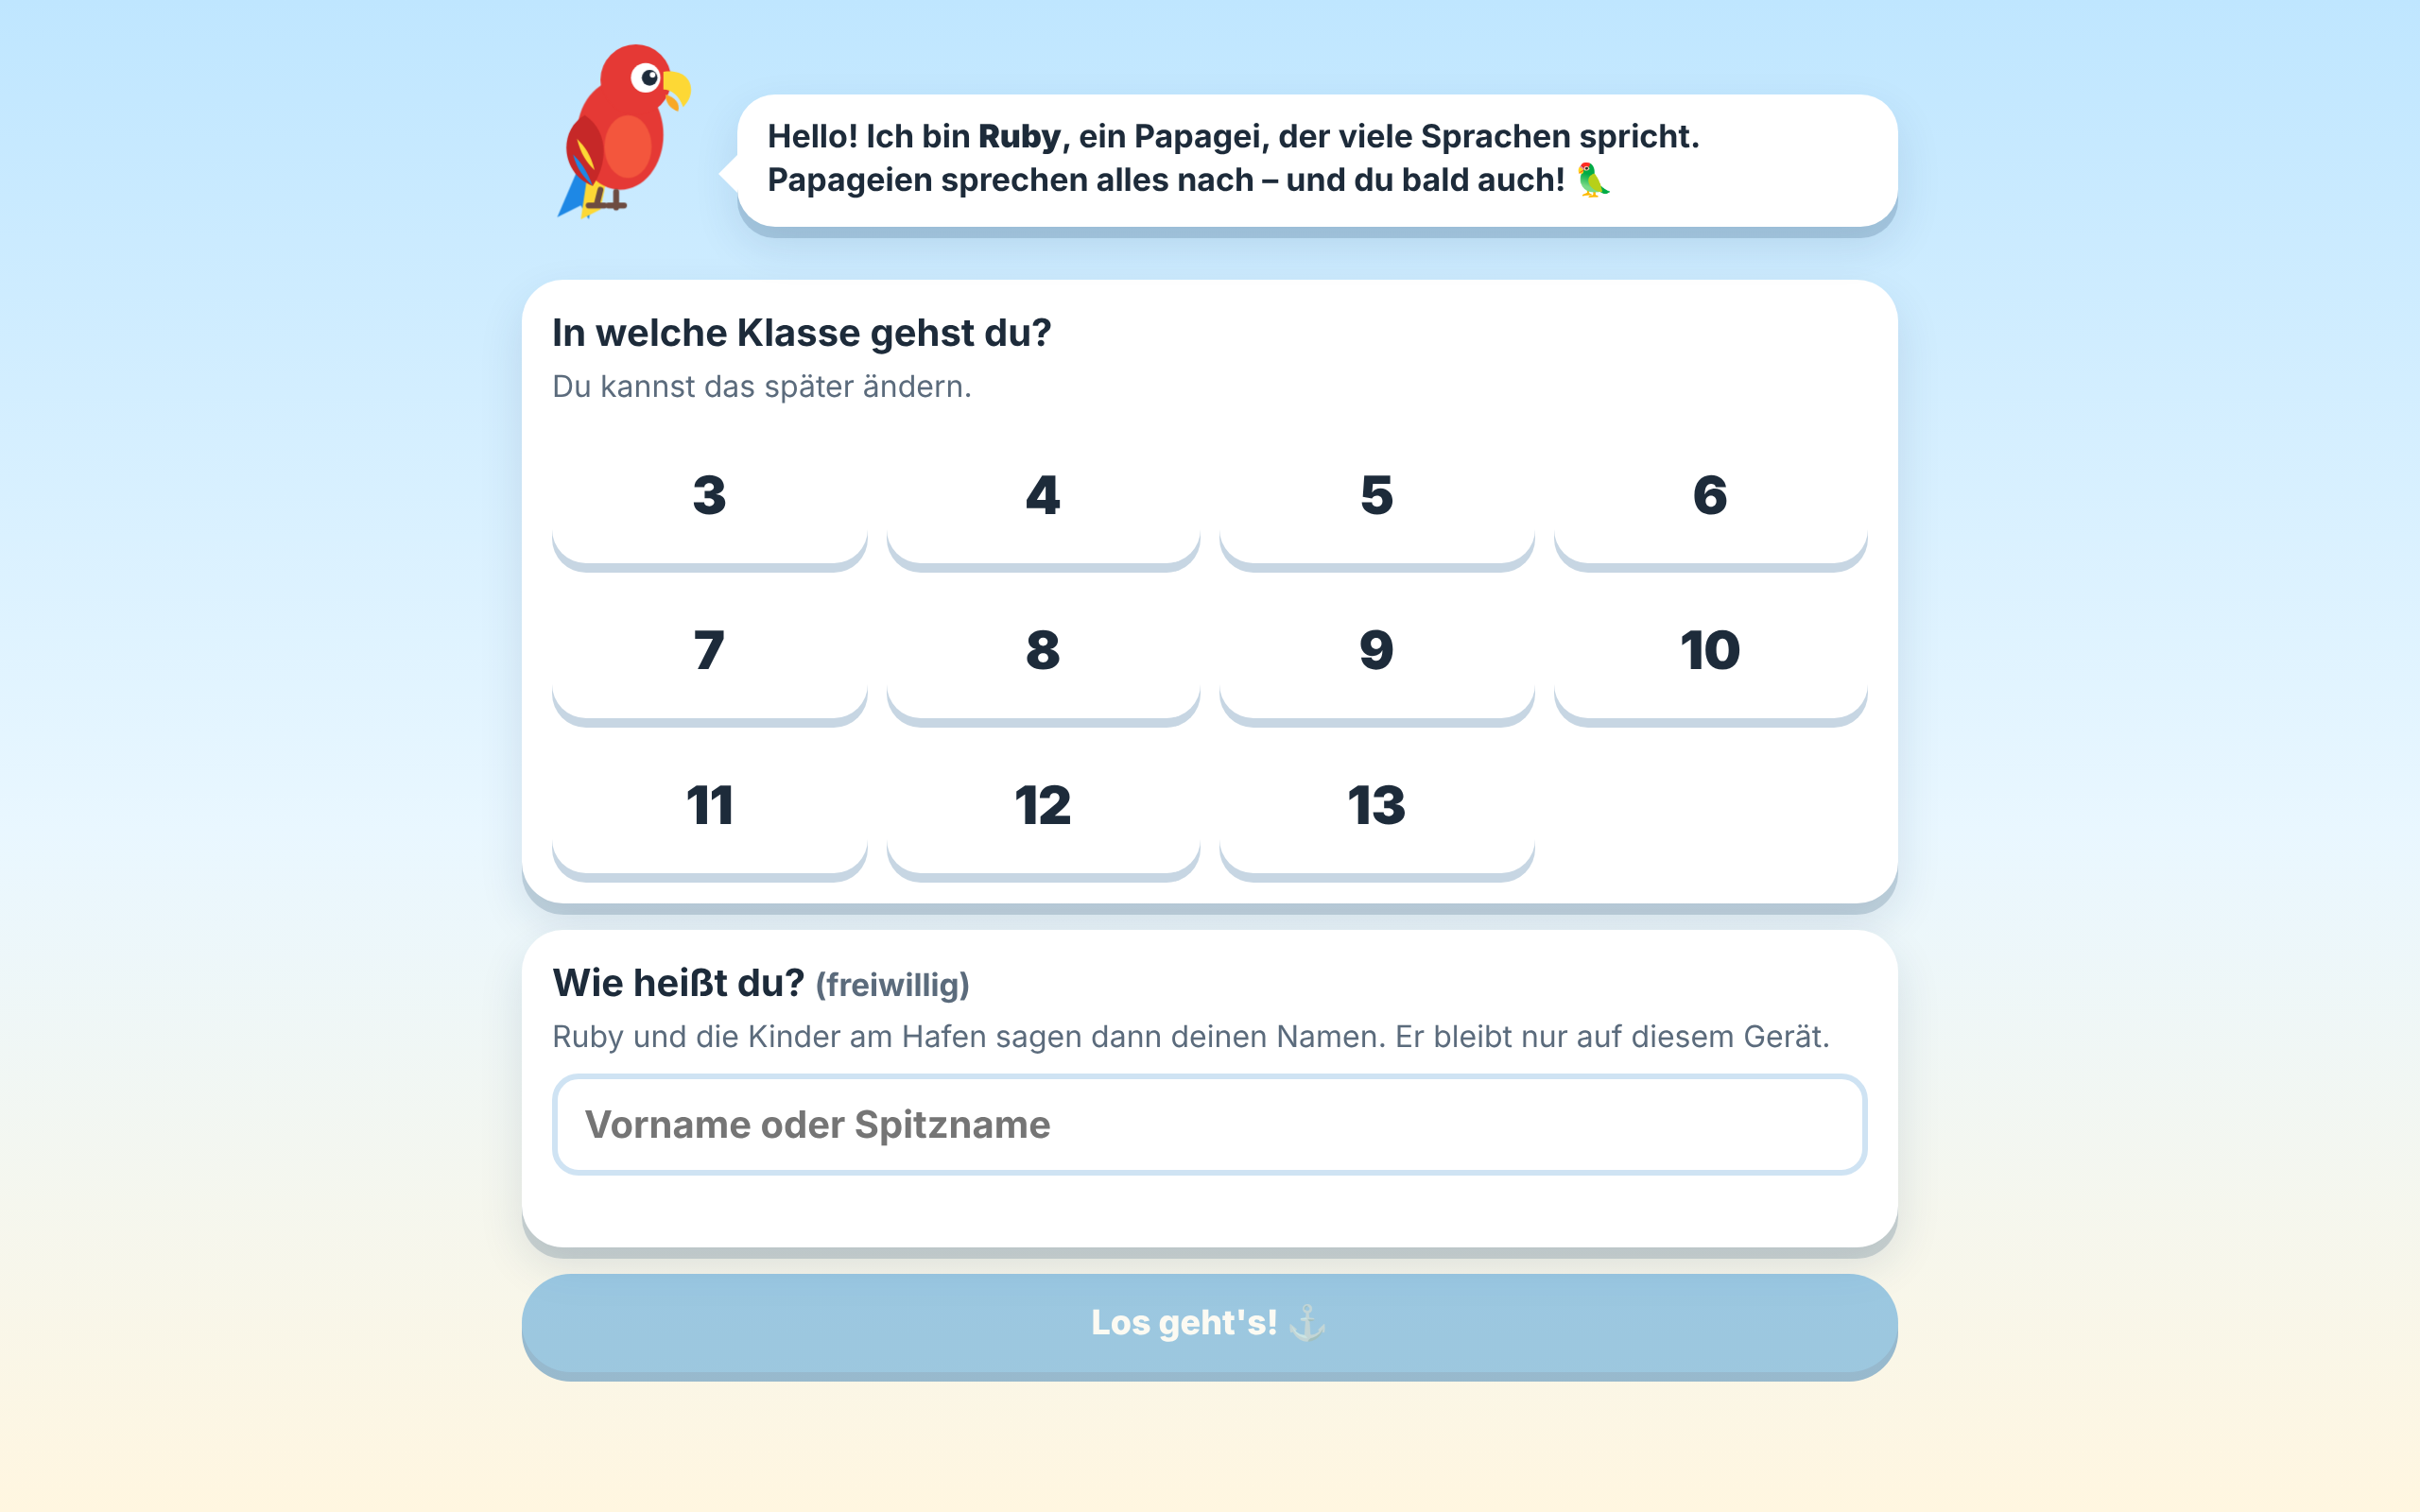 Hello! Ich bin Ruby, ein Papagei, der viele Sprachen spricht.
Papageien sprechen alles nach – und du bald auch! 🦜
In welche Klasse gehst du?
Du kannst das später ändern.
3 4 5 6
7 8 9 10
11 12 13
Wie heißt du? (freiwillig)
Ruby und die Kinder am Hafen sagen dann deinen Namen. Er bleibt nur auf diesem Gerät.
Vorname oder Spitzname
Los geht's! ⚓